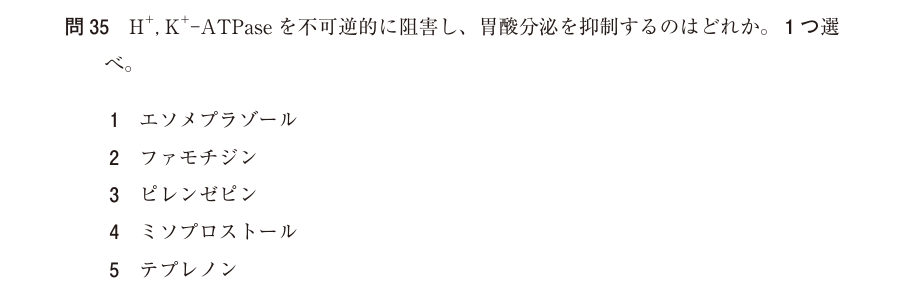 問 35　H⁺, K⁺-ATPase を不可逆的に阻害し、胃酸分泌を抑制するのはどれか。1つ選
べ。
1　エソメプラゾール
2　ファモチジン
3　ピレンゼピン
4　ミソプロストール
5　テプレノン